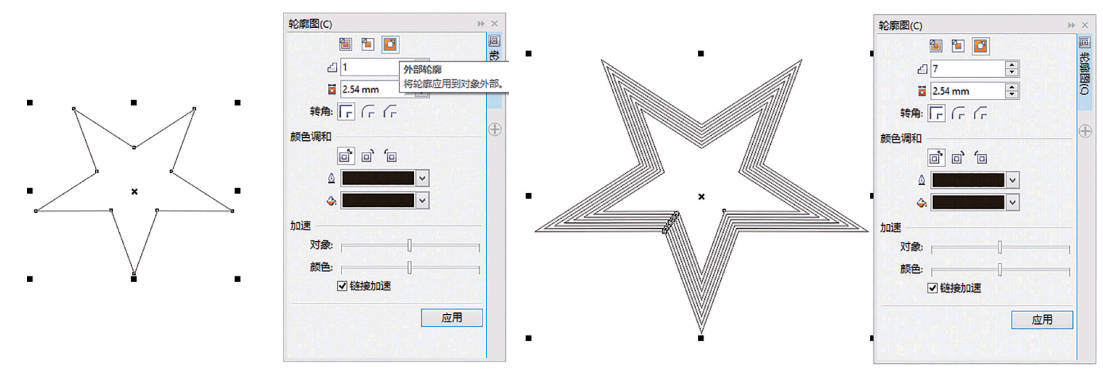 轮廓图(C)
1
外部轮廓
将轮廓应用到对象外部。
2.54 mm
转角:
颜色调和
加速
对象:
颜色:
链接加速
应用
轮廓图(C)
轮廓图(C)
7
2.54 mm
转角:
颜色调和
加速
对象:
颜色:
链接加速
应用